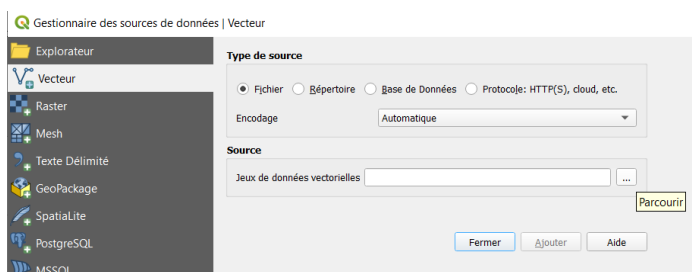 Gestionnaire des sources de données | Vecteur
Explorateur
Vecteur
Raster
Mesh
Texte Délimité
GeoPackage
SpatiaLite
PostgreSQL
MSSQL
Type de source
Fichier Répertoire Base de Données Protocole: HTTP(S), cloud, etc.
Encodage Automatique
Source
Jeux de données vectorielles ...
Parcourir
Fermer Ajouter Aide